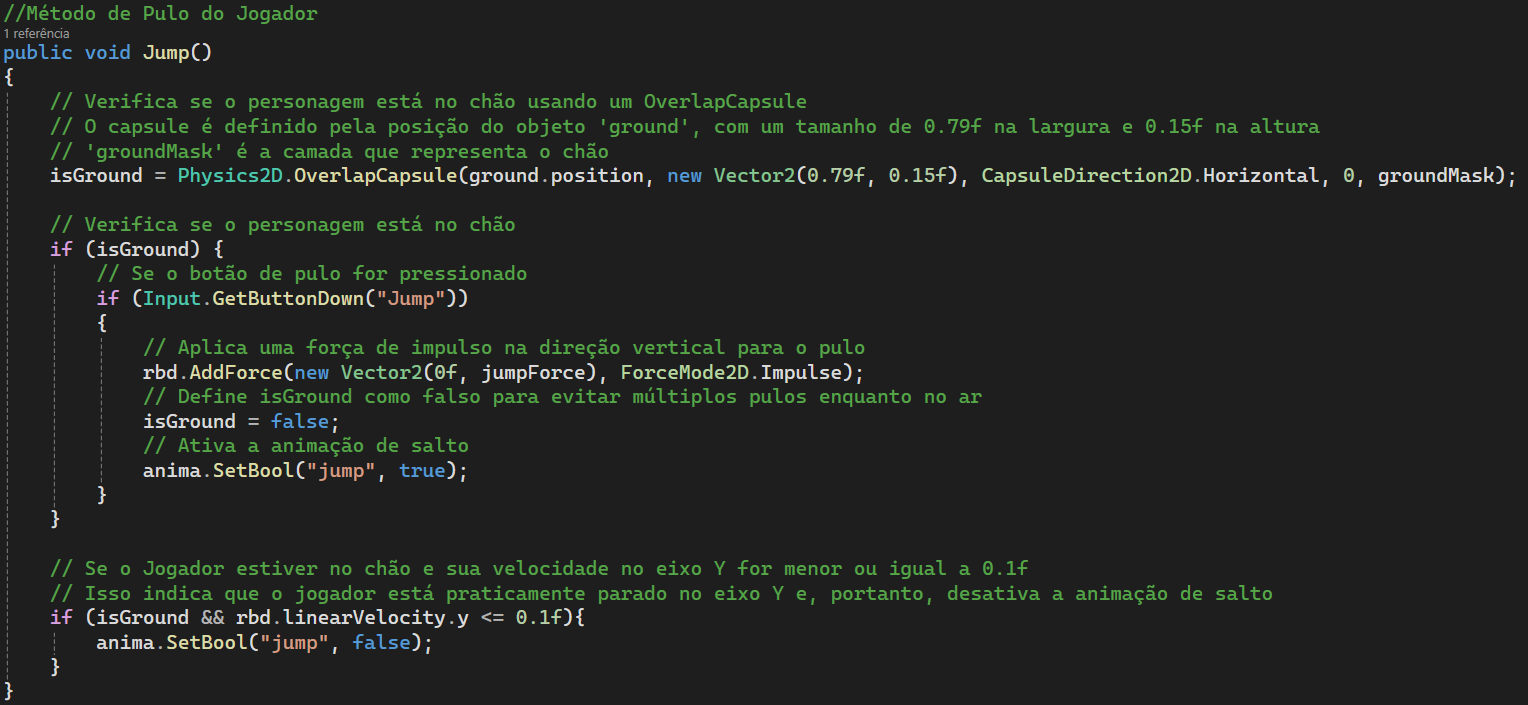 //Método de Pulo do Jogador
1 referência
public void Jump()
{
    // Verifica se o personagem está no chão usando um OverlapCapsule
    // O capsule é definido pela posição do objeto 'ground', com um tamanho de 0.79f na largura e 0.15f na altura
    // 'groundMask' é a camada que representa o chão
    isGround = Physics2D.OverlapCapsule(ground.position, new Vector2(0.79f, 0.15f), CapsuleDirection2D.Horizontal, 0, groundMask);

    // Verifica se o personagem está no chão
    if (isGround) {
        // Se o botão de pulo for pressionado
        if (Input.GetButtonDown("Jump"))
        {
            // Aplica uma força de impulso na direção vertical para o pulo
            rbd.AddForce(new Vector2(0f, jumpForce), ForceMode2D.Impulse);
            // Define isGround como falso para evitar múltiplos pulos enquanto no ar
            isGround = false;
            // Ativa a animação de salto
            anima.SetBool("jump", true);
        }
    }

    // Se o Jogador estiver no chão e sua velocidade no eixo Y for menor ou igual a 0.1f
    // Isso indica que o jogador está praticamente parado no eixo Y e, portanto, desativa a animação de salto
    if (isGround && rbd.linearVelocity.y <= 0.1f){
        anima.SetBool("jump", false);
    }
}